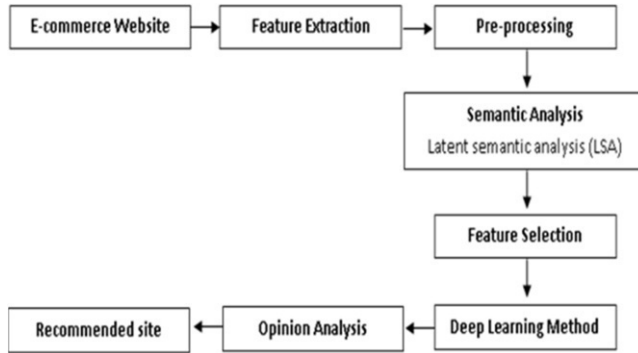 E-commerce Website
Feature Extraction
Pre-processing
Semantic Analysis
Latent semantic analysis (LSA)
Feature Selection
Deep Learning Method
Opinion Analysis
Recommended site